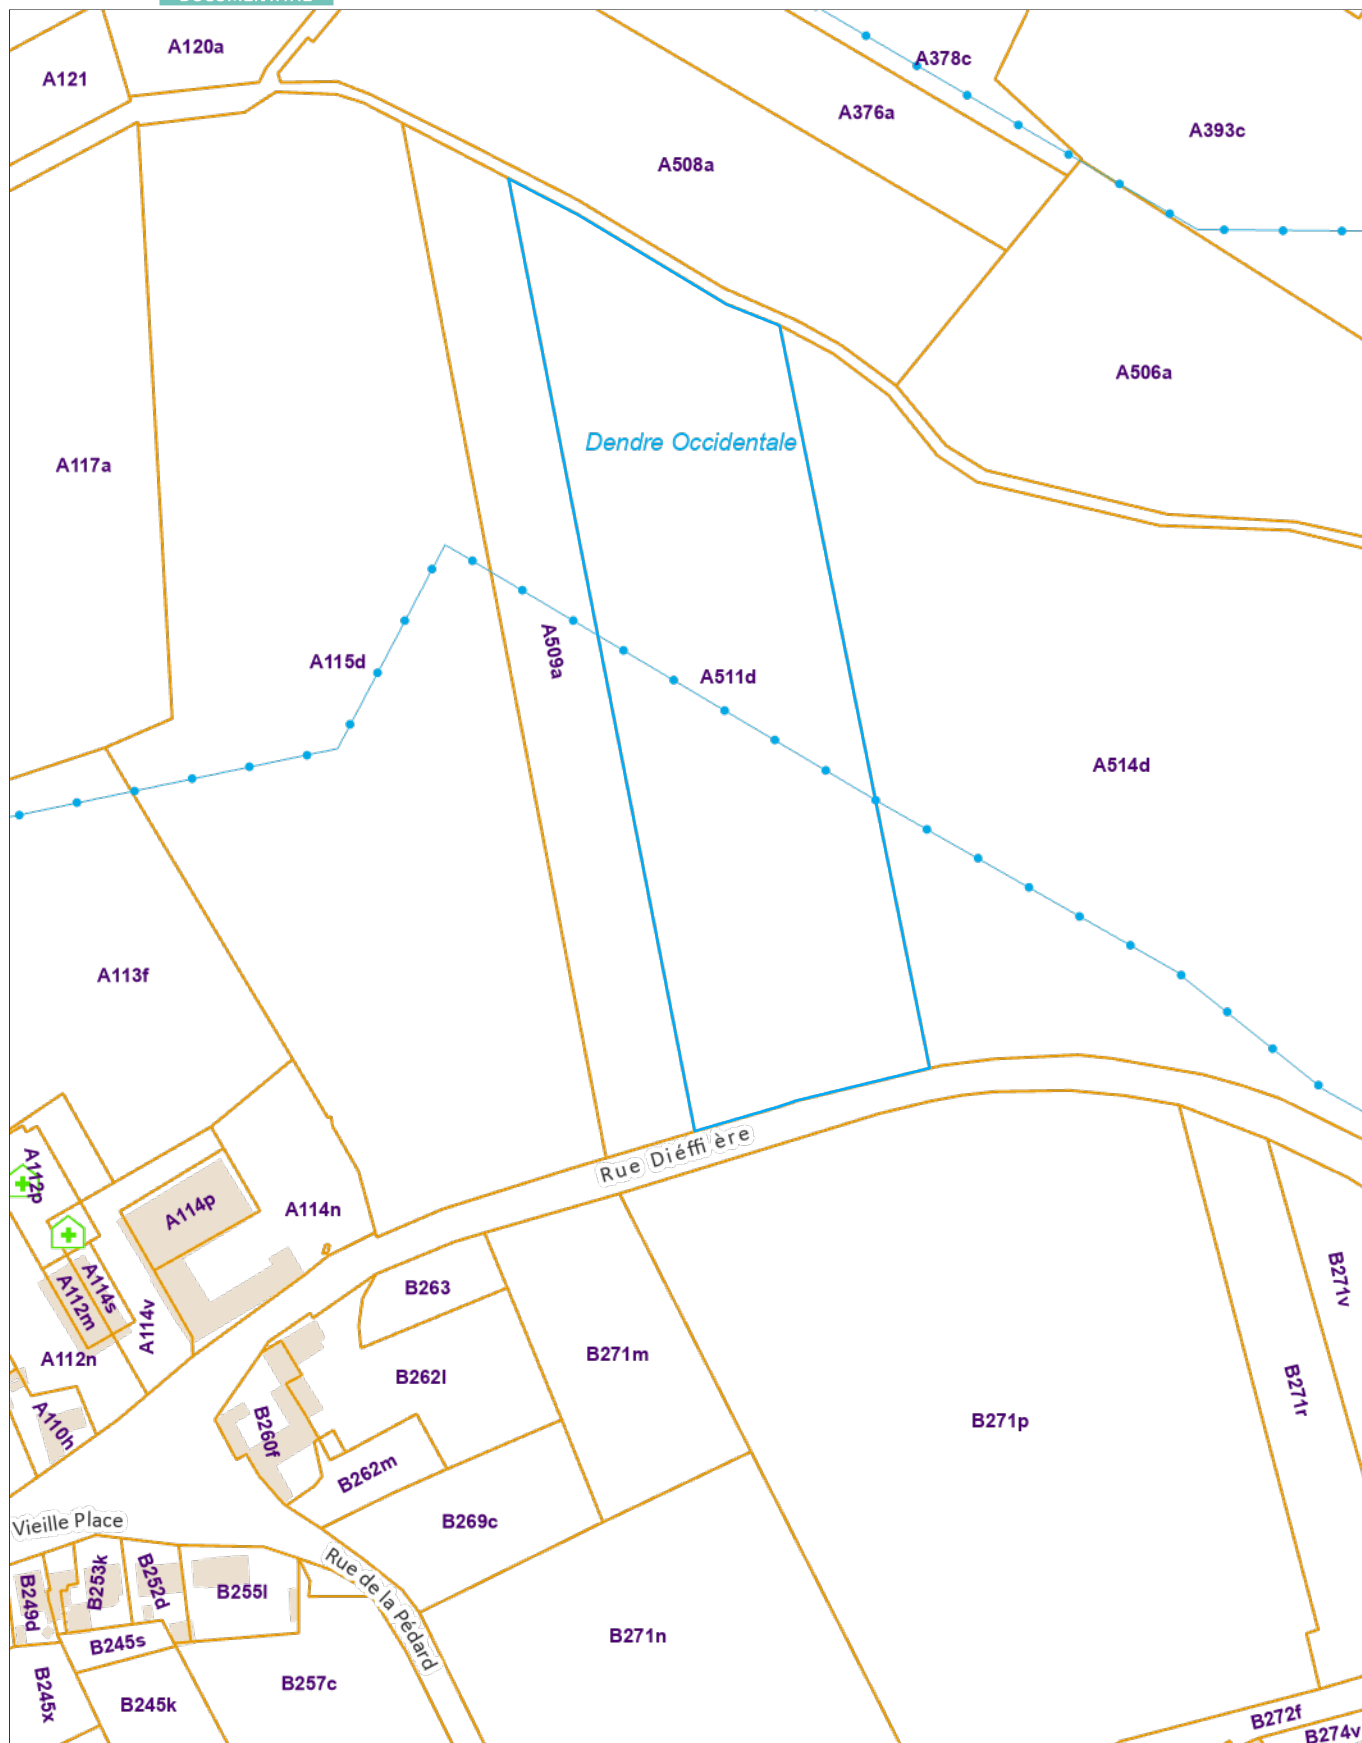 A120a
A121
A378c
A376a
A393c
A508a
A506a
Dendre Occidentale
A117a
A509a
A115d
A511d
A514d
A113f
Rue Diéffière
A112p
A114p
A114n
A114s
A112m
A114v
B263
B271v
A112n
B271m
B262l
B271r
A110h
B260f
B271p
B262m
B269c
Vieille Place
Rue de la Pédard
B253k
B252d
B249d
B255l
B245s
B271n
B245x
B257c
B245k
B272f
B274v